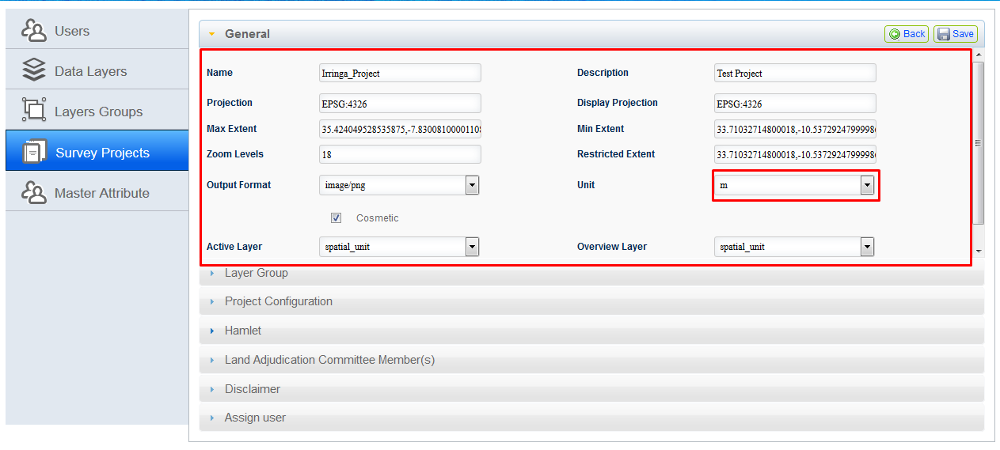 Users
Data Layers
Layers Groups
Survey Projects
Master Attribute
General
Back
Save
Name
Irringa_Project
Description
Test Project
Projection
EPSG:4326
Display Projection
EPSG:4326
Max Extent
35.424049528535875,-7.8300810000110
Min Extent
33.71032714800018,-10.5372924799998
Zoom Levels
18
Restricted Extent
33.71032714800018,-10.5372924799998
Output Format
image/png
Unit
m
Cosmetic
Active Layer
spatial_unit
Overview Layer
spatial_unit
Layer Group
Project Configuration
Hamlet
Land Adjudication Committee Member(s)
Disclaimer
Assign user